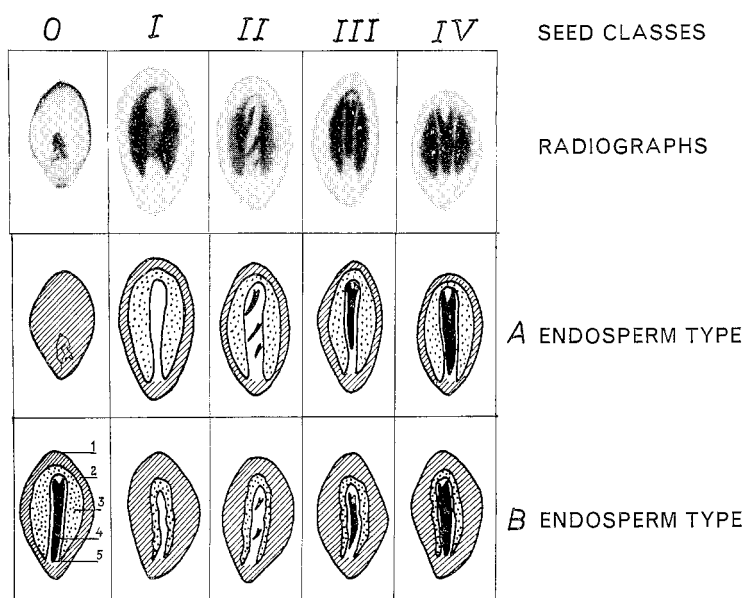 O I II III IV SEED CLASSES
RADIOGRAPHS
A ENDOSPERM TYPE
1
2
3
4
5
B ENDOSPERM TYPE